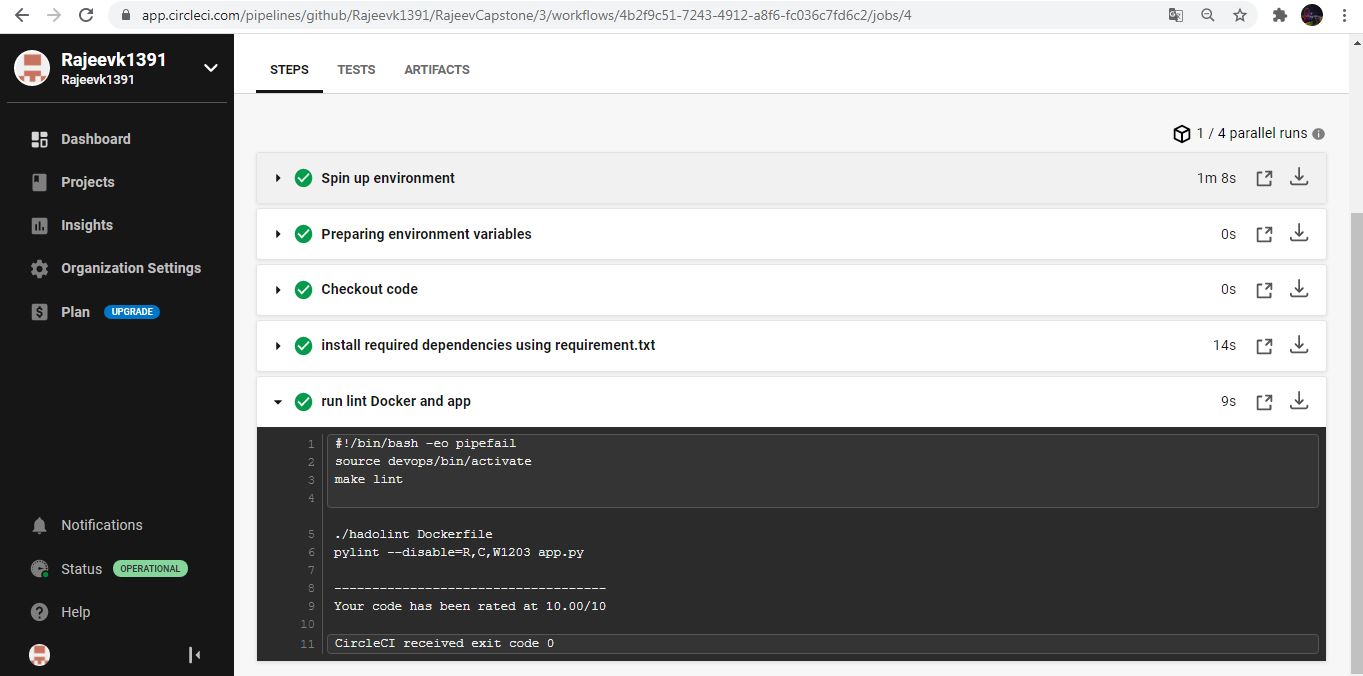 app.circleci.com/pipelines/github/Rajeevk1391/RajeevCapstone/3/workflows/4b2f9c51-7243-4912-a8f6-fc036c7fd6c2/jobs/4
Rajeevk1391
Rajeevk1391
Dashboard
Projects
Insights
Organization Settings
Plan UPGRADE
Notifications
Status OPERATIONAL
Help
STEPS TESTS ARTIFACTS
1 / 4 parallel runs
Spin up environment 1m 8s
Preparing environment variables 0s
Checkout code 0s
install required dependencies using requirement.txt 14s
run lint Docker and app 9s
1 #!/bin/bash -eo pipefail
2 source devops/bin/activate
3 make lint
4
5 ./hadolint Dockerfile
6 pylint --disable=R,C,W1203 app.py
7
8 ------------------------------------
9 Your code has been rated at 10.00/10
10
11 CircleCI received exit code 0